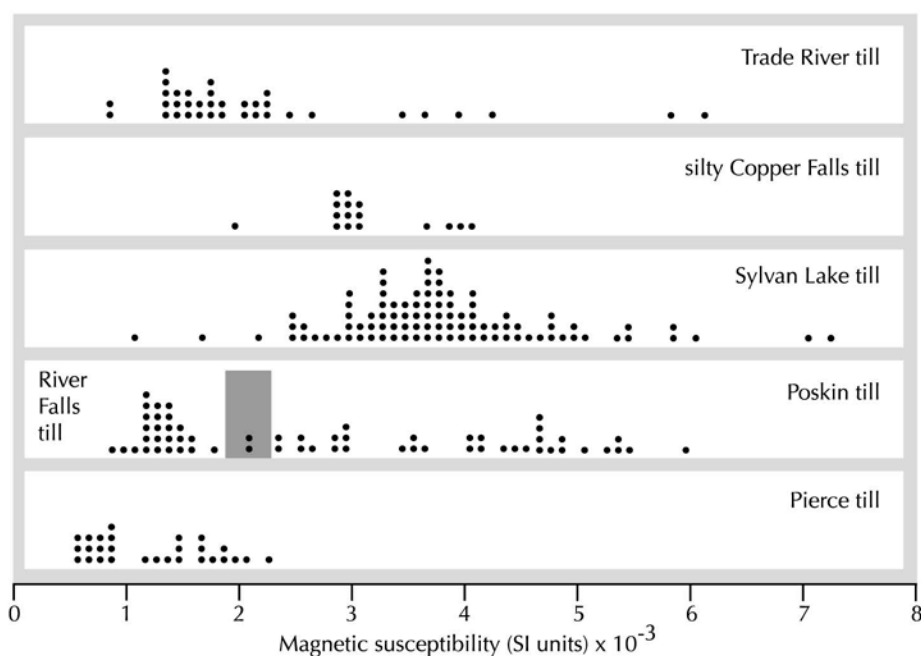 Trade River till
silty Copper Falls till
Sylvan Lake till
River
Falls
till
Poskin till
Pierce till
0 1 2 3 4 5 6 7 8
Magnetic susceptibility (SI units) x 10-3